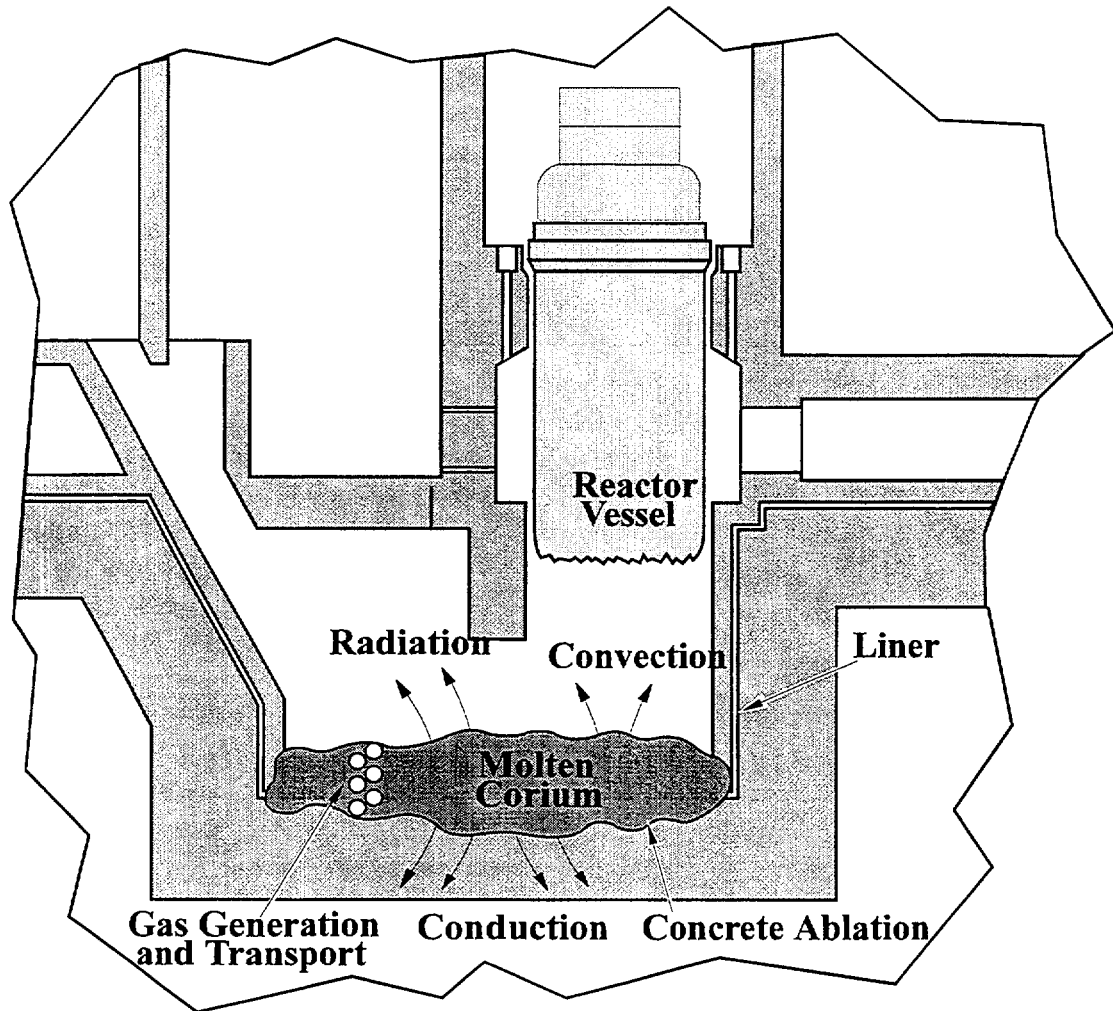 Reactor
Vessel
Radiation
Convection
Liner
Molten
Corium
Gas Generation
and Transport
Conduction
Concrete Ablation